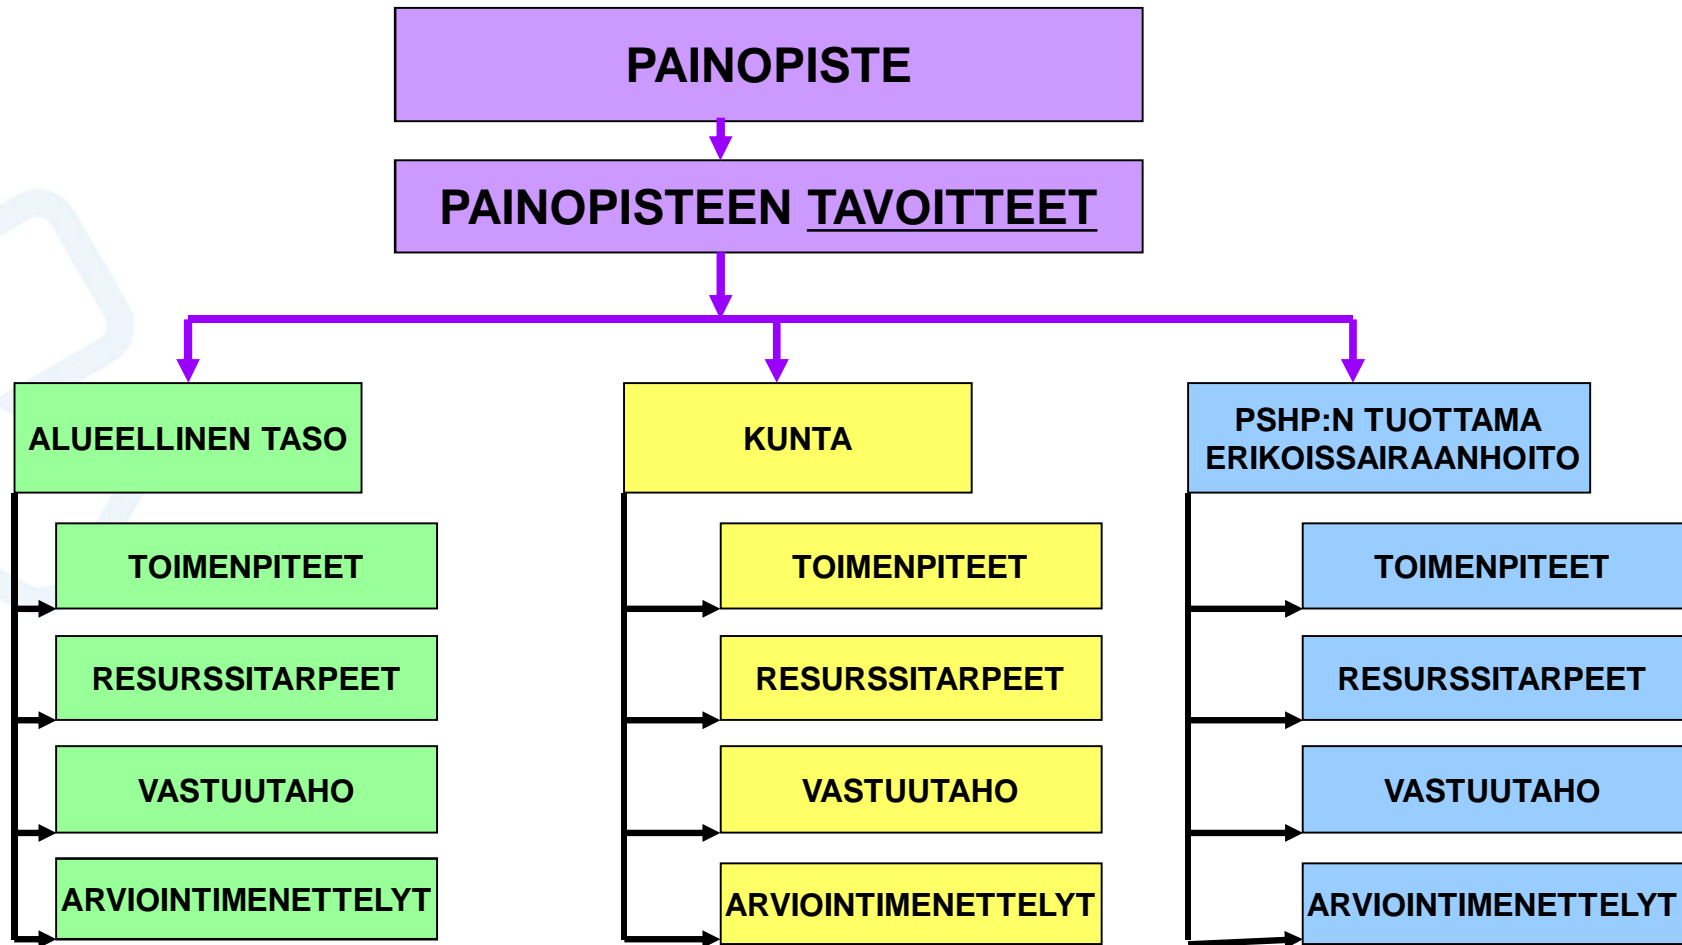 PAINOPISTE
PAINOPISTEEN TAVOITTEET
ALUEELLINEN TASO
TOIMENPITEET
RESURSSITARPEET
VASTUUTAHO
ARVIOINTIMENETTELYT
KUNTA
TOIMENPITEET
RESURSSITARPEET
VASTUUTAHO
ARVIOINTIMENETTELYT
PSHP:N TUOTTAMA
ERIKOISSAIRAANHOITO
TOIMENPITEET
RESURSSITARPEET
VASTUUTAHO
ARVIOINTIMENETTELYT